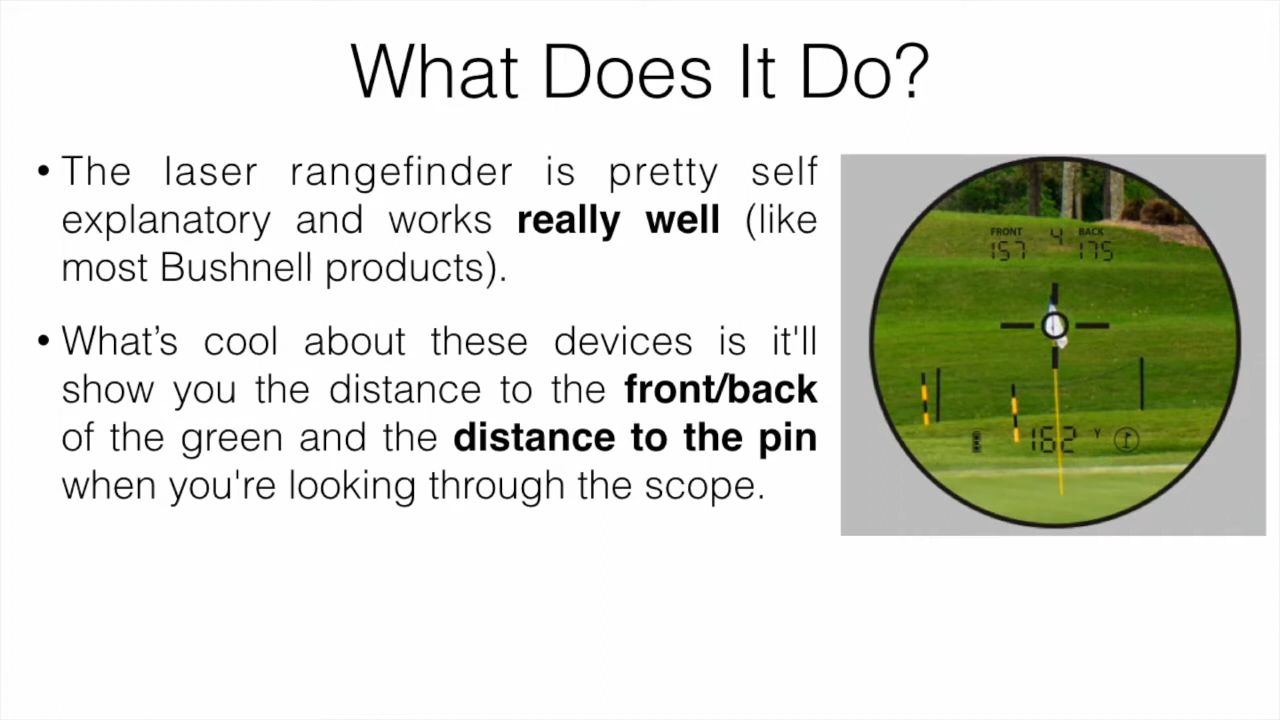 What Does It Do?
• The laser rangefinder is pretty self
explanatory and works really well (like
most Bushnell products).
• What’s cool about these devices is it'll
show you the distance to the front/back
of the green and the distance to the pin
when you're looking through the scope.
FRONT 4 BACK
157 175
162 Y